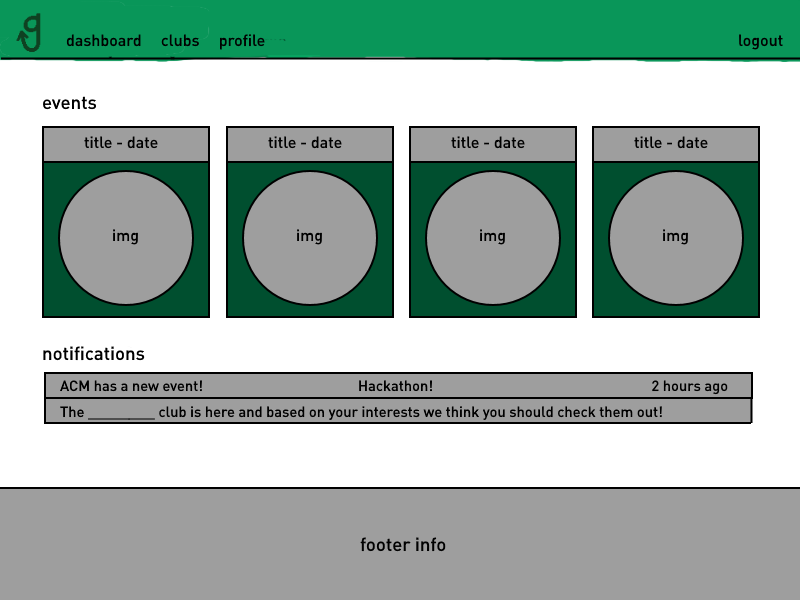 g
dashboard clubs profile logout
events
title - date title - date title - date title - date
img img img img
notifications
ACM has a new event! Hackathon! 2 hours ago
The ________ club is here and based on your interests we think you should check them out!
footer info